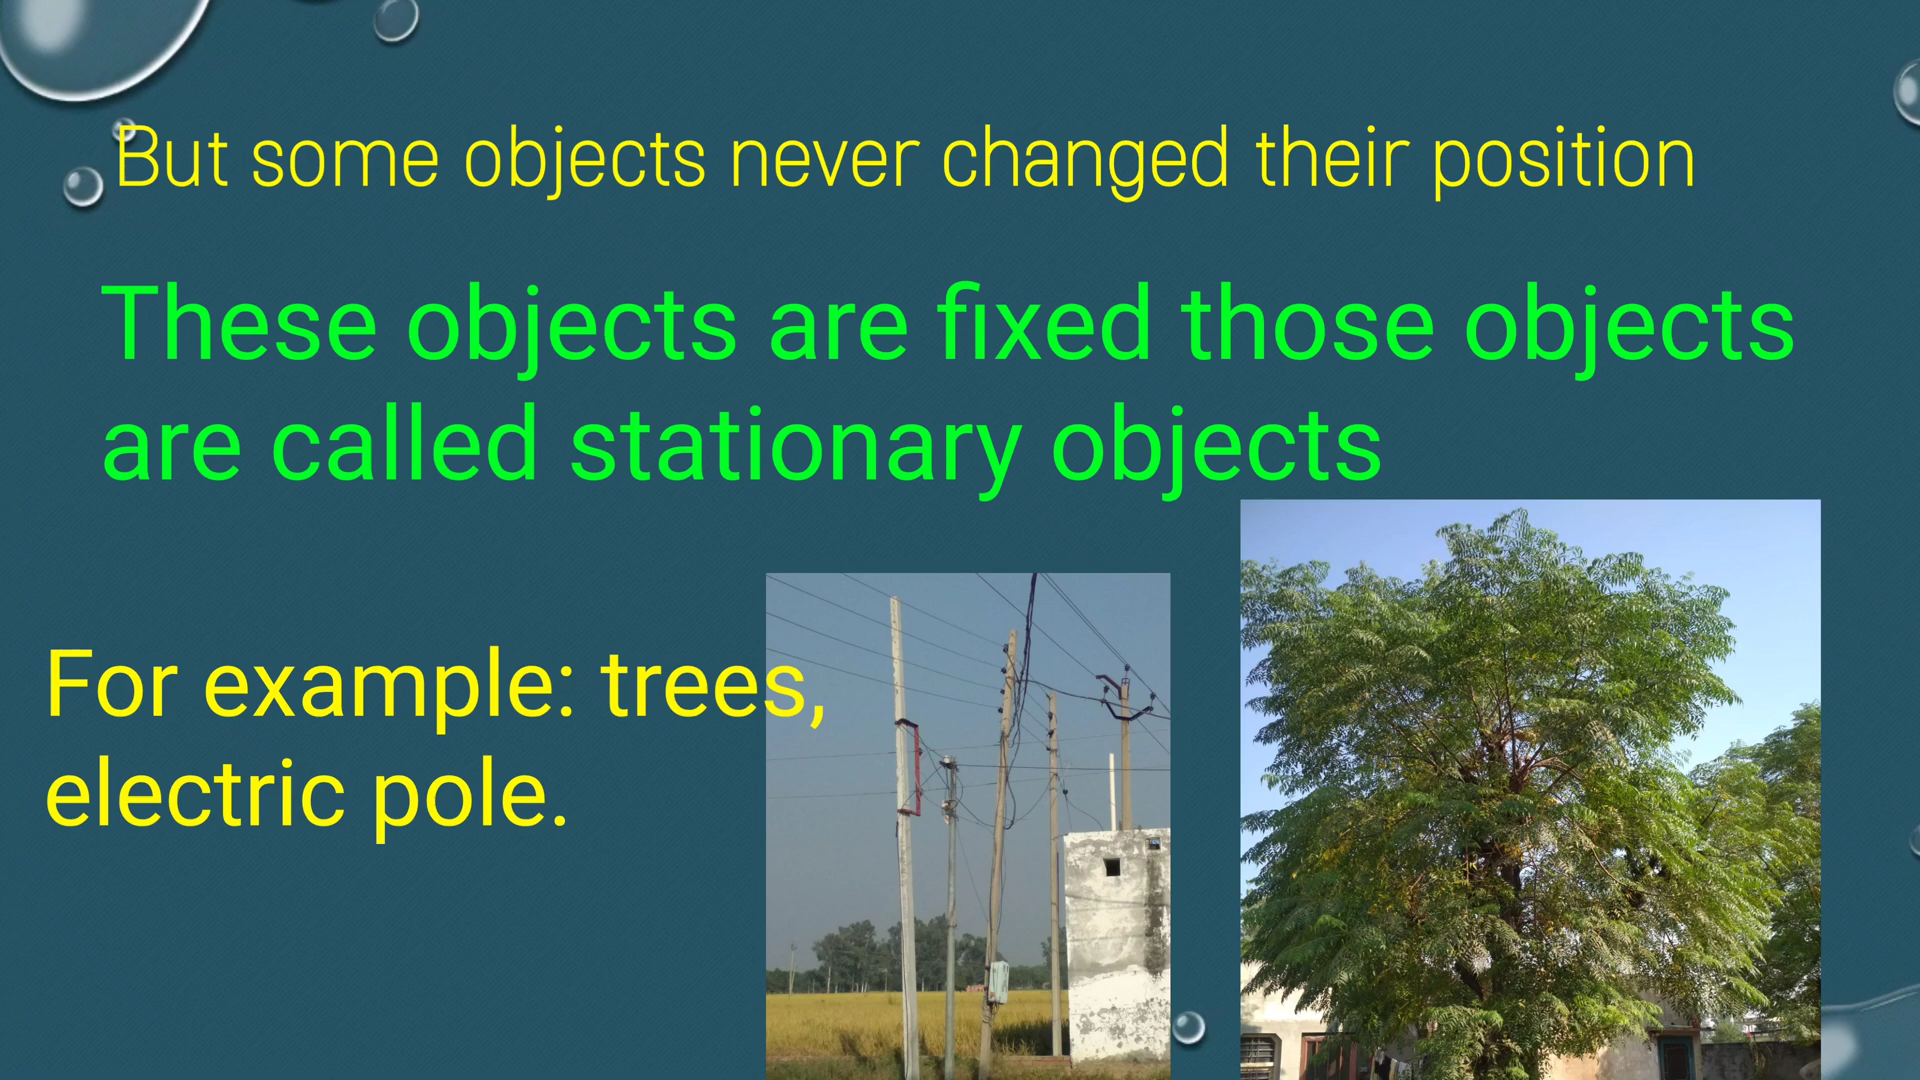 But some objects never changed their position
These objects are fixed those objects
are called stationary objects
For example: trees,
electric pole.